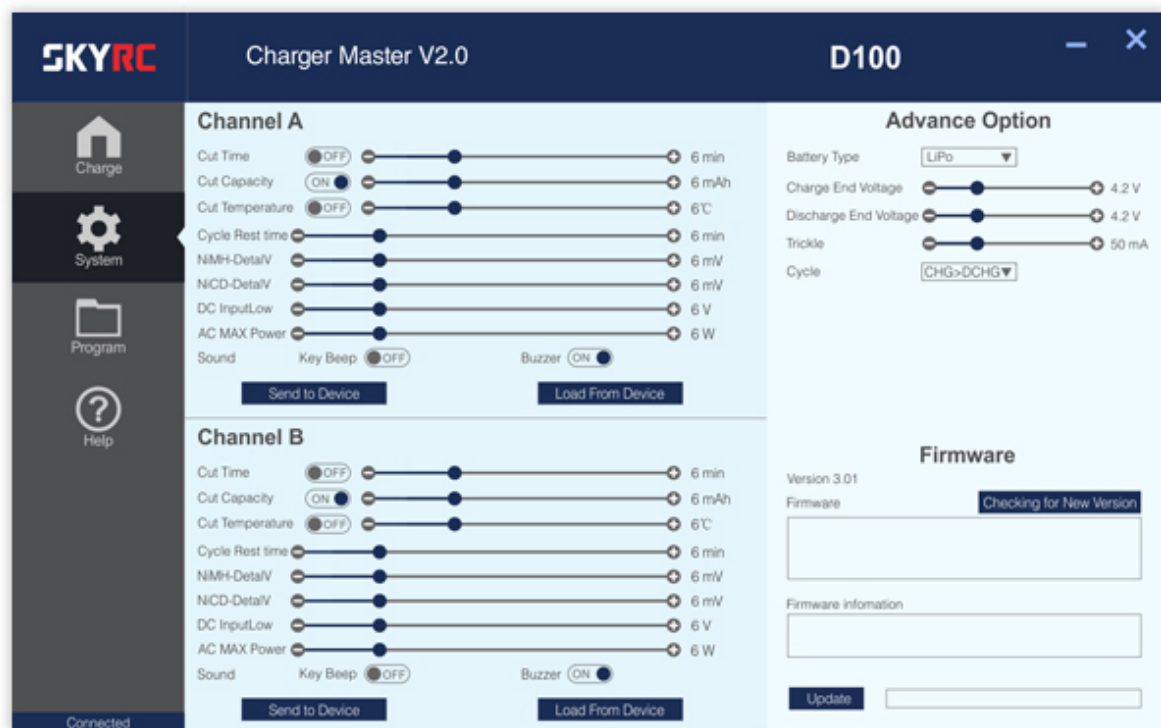 SKYRC
Charger Master V2.0
D100
Charge
System
Program
Help
Connected
Channel A
Cut Time OFF 6 min
Cut Capacity ON 6 mAh
Cut Temperature OFF 6℃
Cycle Rest time 6 min
NiMH-DetalV 6 mV
NiCD-DetalV 6 mV
DC InputLow 6 V
AC MAX Power 6 W
Sound Key Beep OFF Buzzer ON
Send to Device Load From Device
Channel B
Cut Time OFF 6 min
Cut Capacity ON 6 mAh
Cut Temperature OFF 6℃
Cycle Rest time 6 min
NiMH-DetalV 6 mV
NiCD-DetalV 6 mV
DC InputLow 6 V
AC MAX Power 6 W
Sound Key Beep OFF Buzzer ON
Send to Device Load From Device
Advance Option
Battery Type LiPo
Charge End Voltage 4.2 V
Discharge End Voltage 4.2 V
Trickle 50 mA
Cycle CHG>DCHG
Firmware
Version 3.01
Firmware Checking for New Version
Firmware infomation
Update